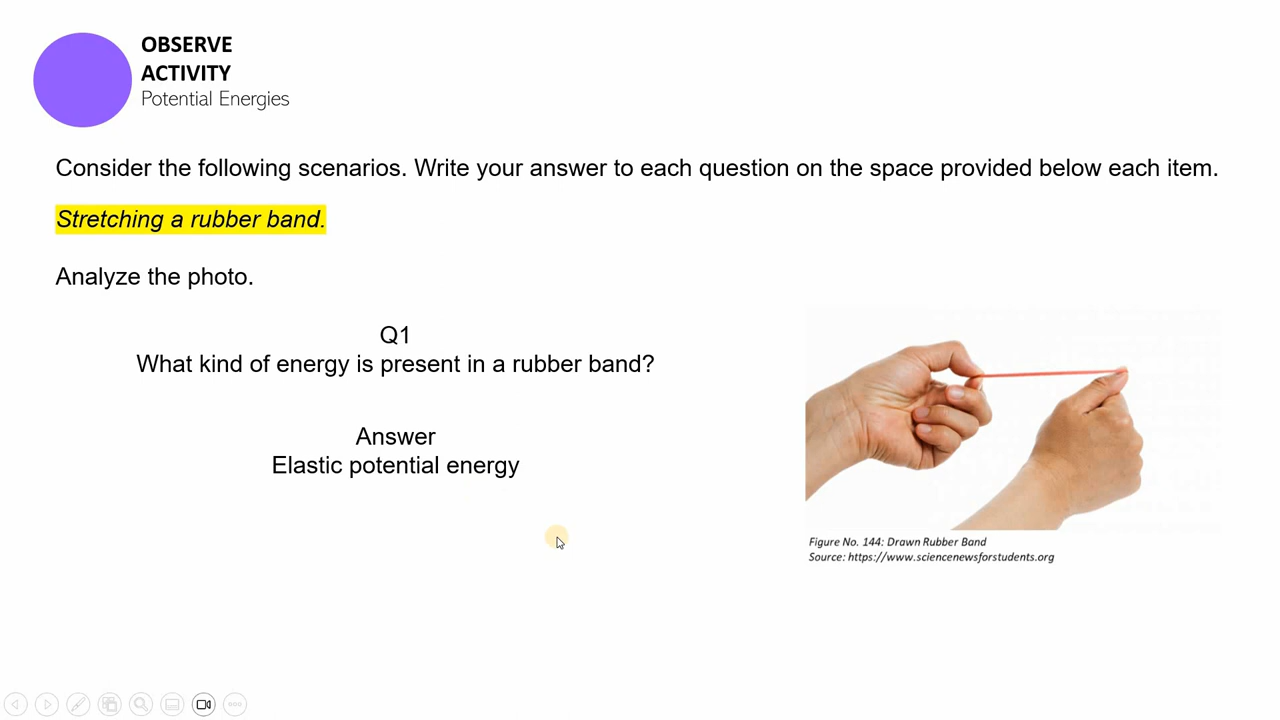 OBSERVE
ACTIVITY
Potential Energies
Consider the following scenarios. Write your answer to each question on the space provided below each item.
Stretching a rubber band.
Analyze the photo.
Q1
What kind of energy is present in a rubber band?
Answer
Elastic potential energy
Figure No. 144: Drawn Rubber Band
Source: https://www.sciencenewsforstudents.org